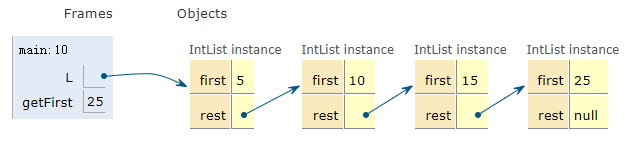 Frames Objects
main:10
L
getFirst 25
IntList instance IntList instance IntList instance IntList instance
first 5 first 10 first 15 first 25
rest rest rest rest null